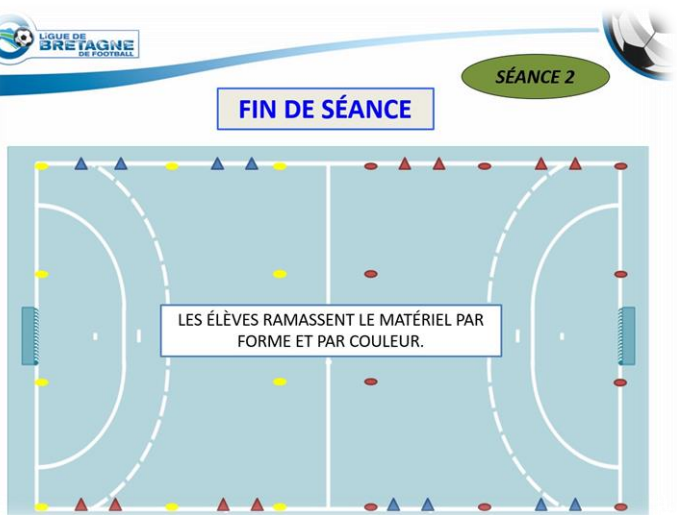 LIGUE DE
BRETAGNE
DE FOOTBALL
SÉANCE 2
FIN DE SÉANCE
LES ÉLÈVES RAMASSENT LE MATÉRIEL PAR
FORME ET PAR COULEUR.